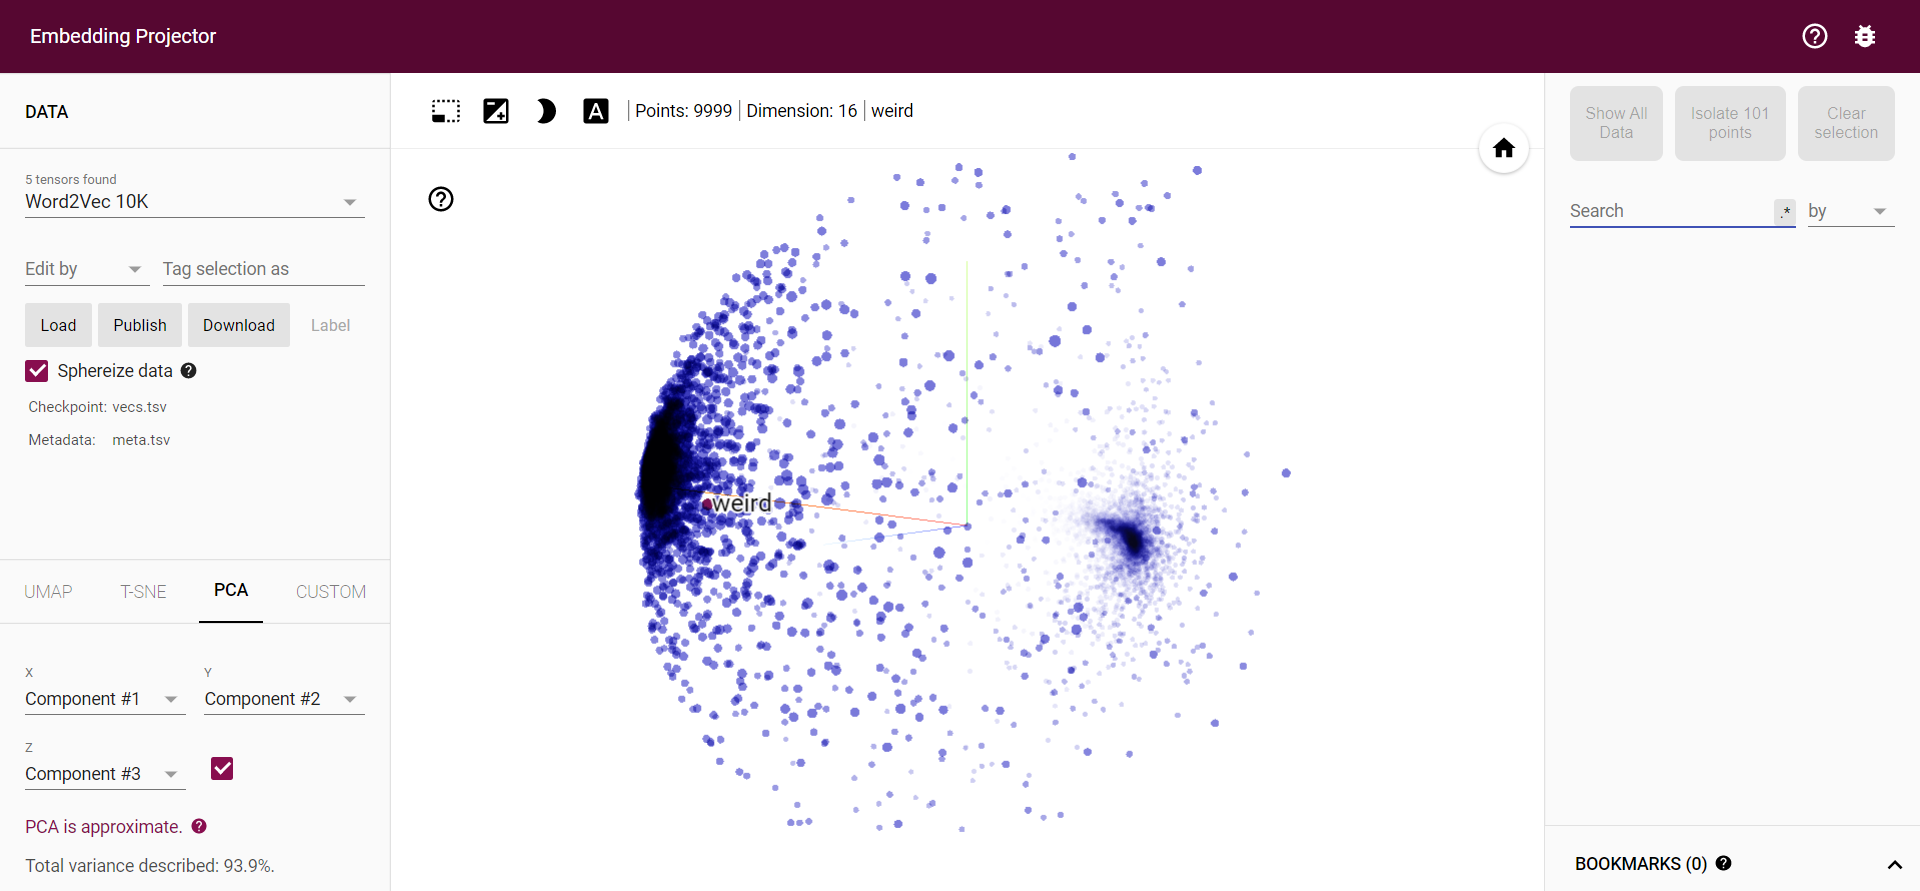 Embedding Projector
DATA
5 tensors found
Word2Vec 10K
Edit by
Tag selection as
Load
Publish
Download
Label
Sphereize data
Checkpoint: vecs.tsv
Metadata: meta.tsv
UMAP
T-SNE
PCA
CUSTOM
X
Component #1
Y
Component #2
Z
Component #3
PCA is approximate.
Total variance described: 93.9%.
A
Points: 9999
Dimension: 16
weird
weird
Show All
Data
Isolate 101
points
Clear
selection
Search
.*
by
BOOKMARKS (0)